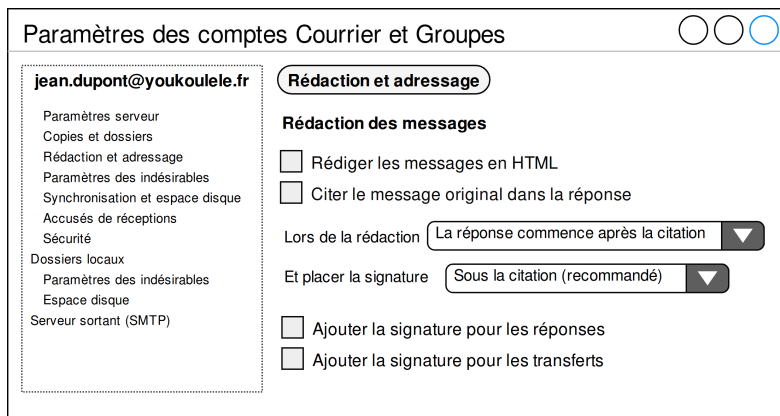 Paramètres des comptes Courrier et Groupes
jean.dupont@youkoulele.fr
Paramètres serveur
Copies et dossiers
Rédaction et adressage
Paramètres des indésirables
Synchronisation et espace disque
Accusés de réceptions
Sécurité
Dossiers locaux
Paramètres des indésirables
Espace disque
Serveur sortant (SMTP)
Rédaction et adressage
Rédaction des messages
Rédiger les messages en HTML
Citer le message original dans la réponse
Lors de la rédaction La réponse commence après la citation
Et placer la signature Sous la citation (recommandé)
Ajouter la signature pour les réponses
Ajouter la signature pour les transferts